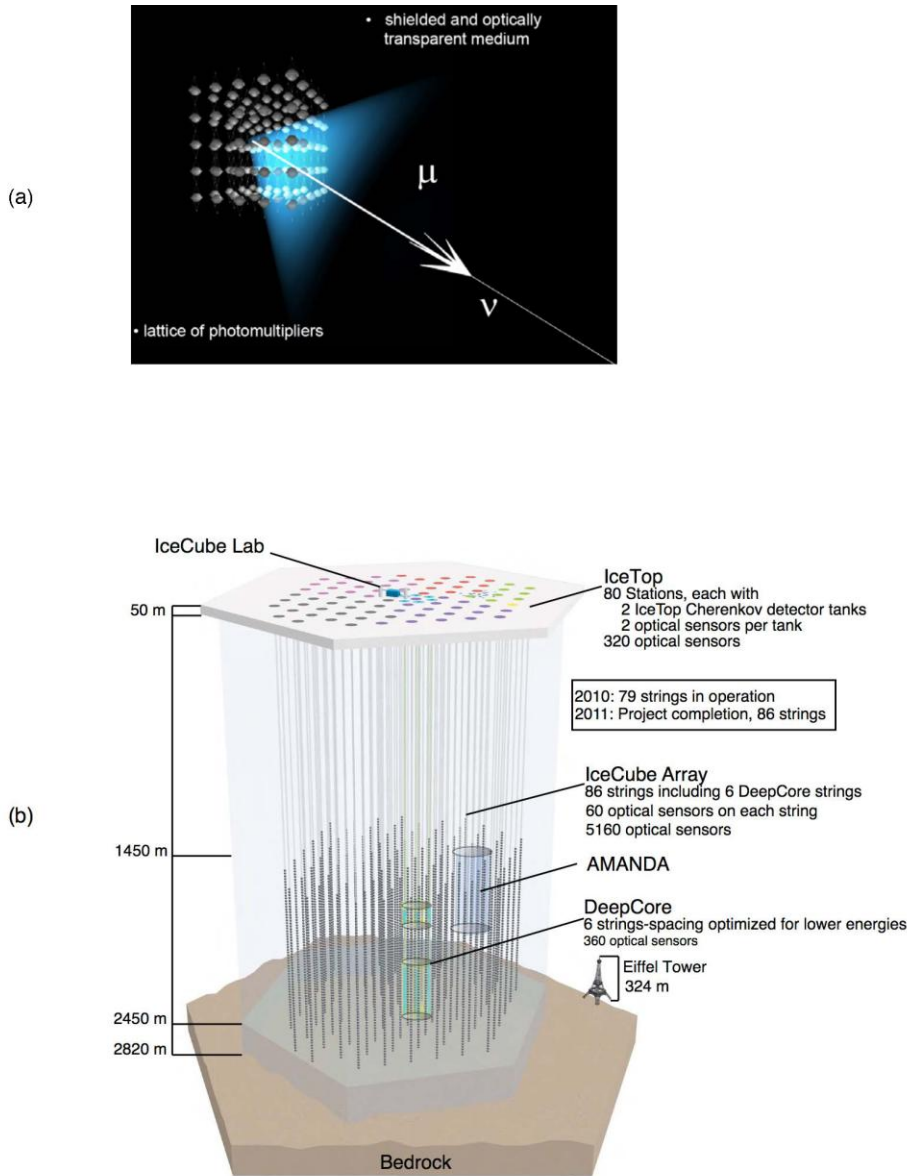 (a)
• shielded and optically
transparent medium
μ
ν
• lattice of photomultipliers
(b)
IceCube Lab
50 m
1450 m
2450 m
2820 m
IceTop
80 Stations, each with
2 IceTop Cherenkov detector tanks
2 optical sensors per tank
320 optical sensors
2010: 79 strings in operation
2011: Project completion, 86 strings
IceCube Array
86 strings including 6 DeepCore strings
60 optical sensors on each string
5160 optical sensors
AMANDA
DeepCore
6 strings-spacing optimized for lower energies
360 optical sensors
Eiffel Tower
324 m
Bedrock